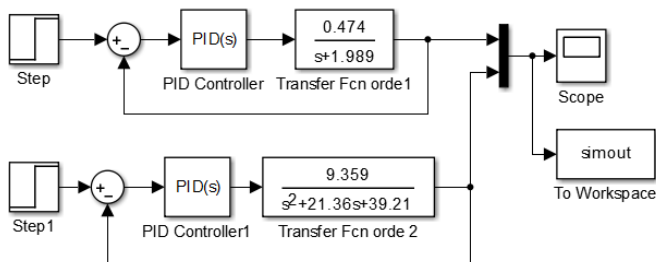 Step
+
−
PID(s)
PID Controller
0.474
s+1.989
Transfer Fcn orde1
Scope
simout
To Workspace
Step1
+
−
PID(s)
PID Controller1
9.359
s²+21.36s+39.21
Transfer Fcn orde 2